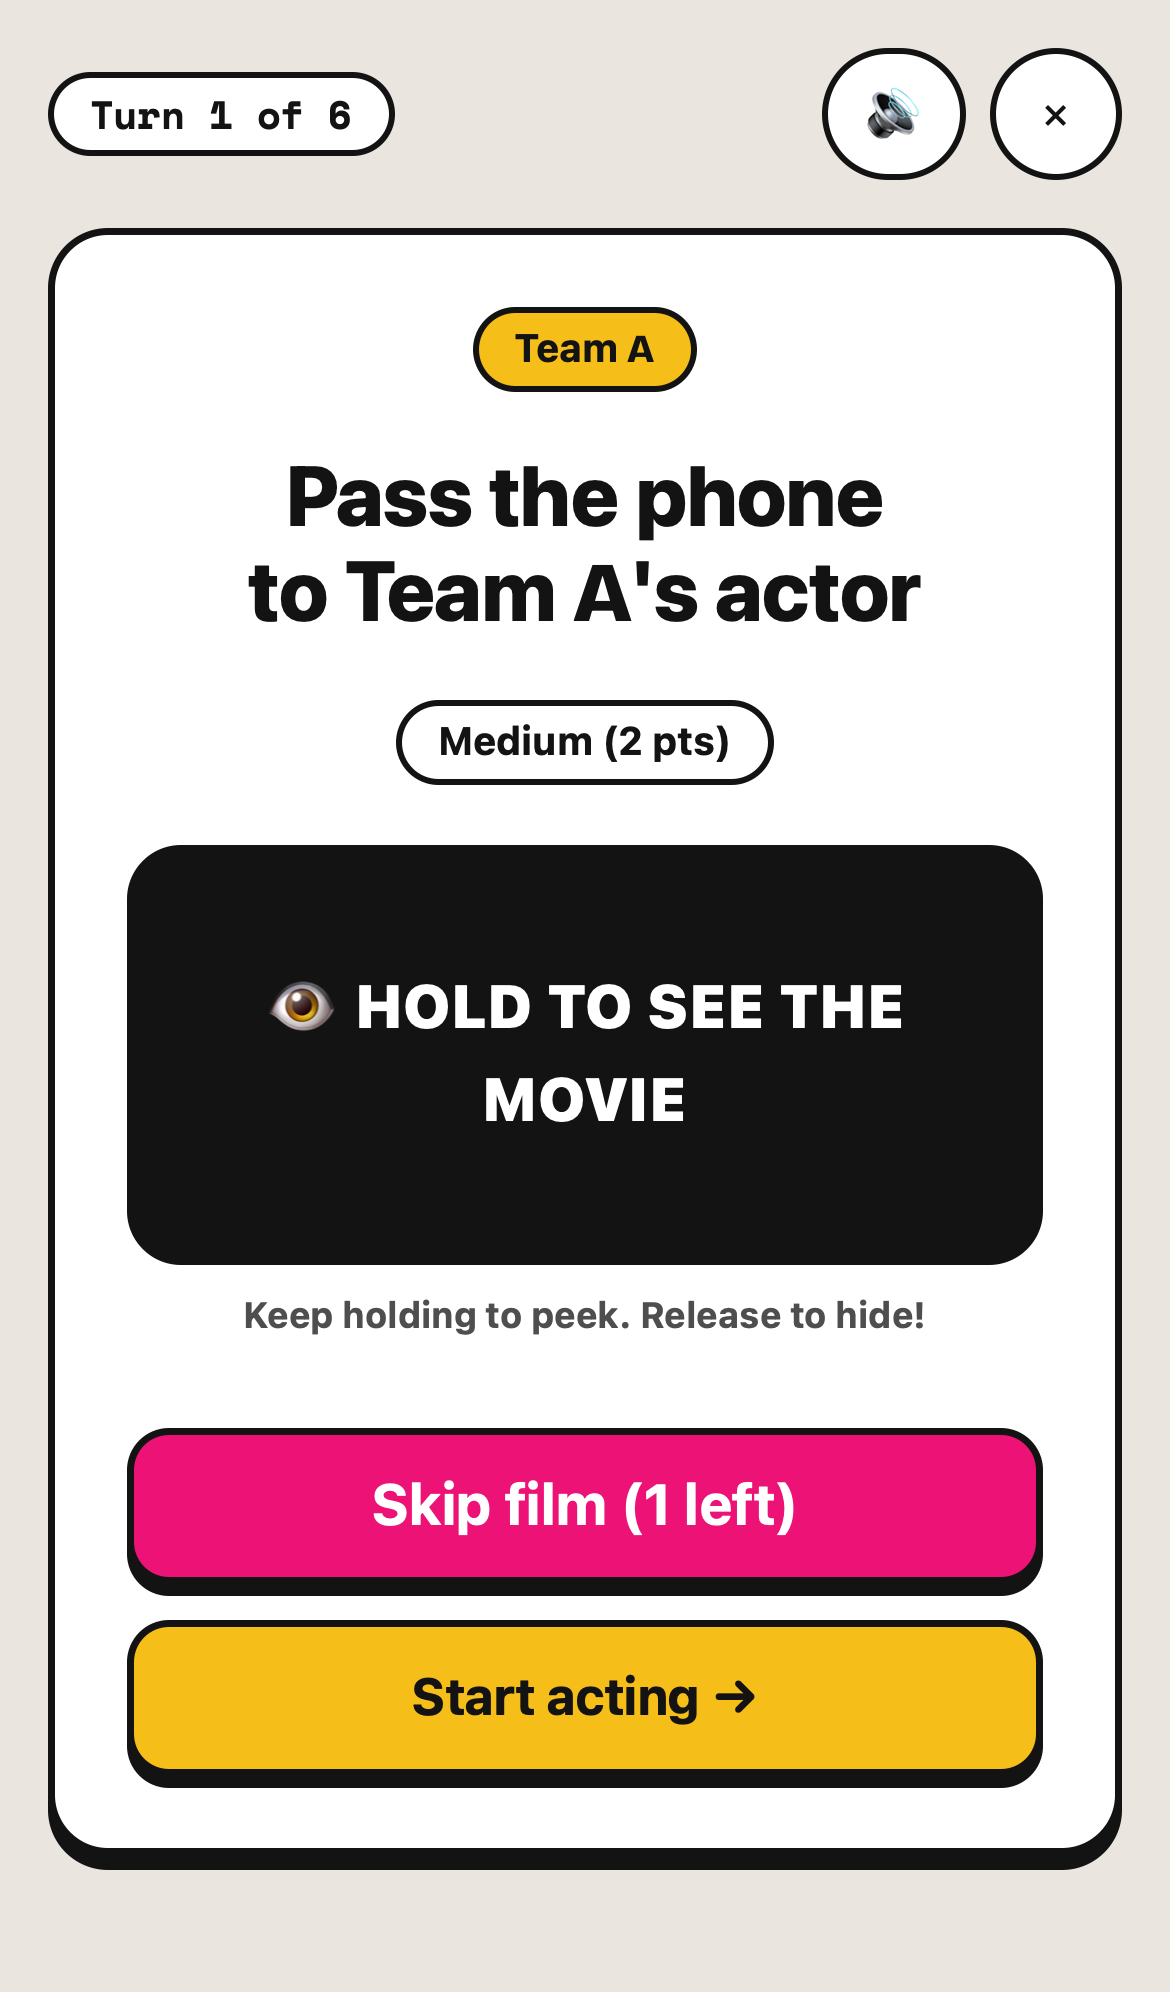 Turn 1 of 6
×
Team A
Pass the phone
to Team A's actor
Medium (2 pts)
👁️ HOLD TO SEE THE
MOVIE
Keep holding to peek. Release to hide!
Skip film (1 left)
Start acting →